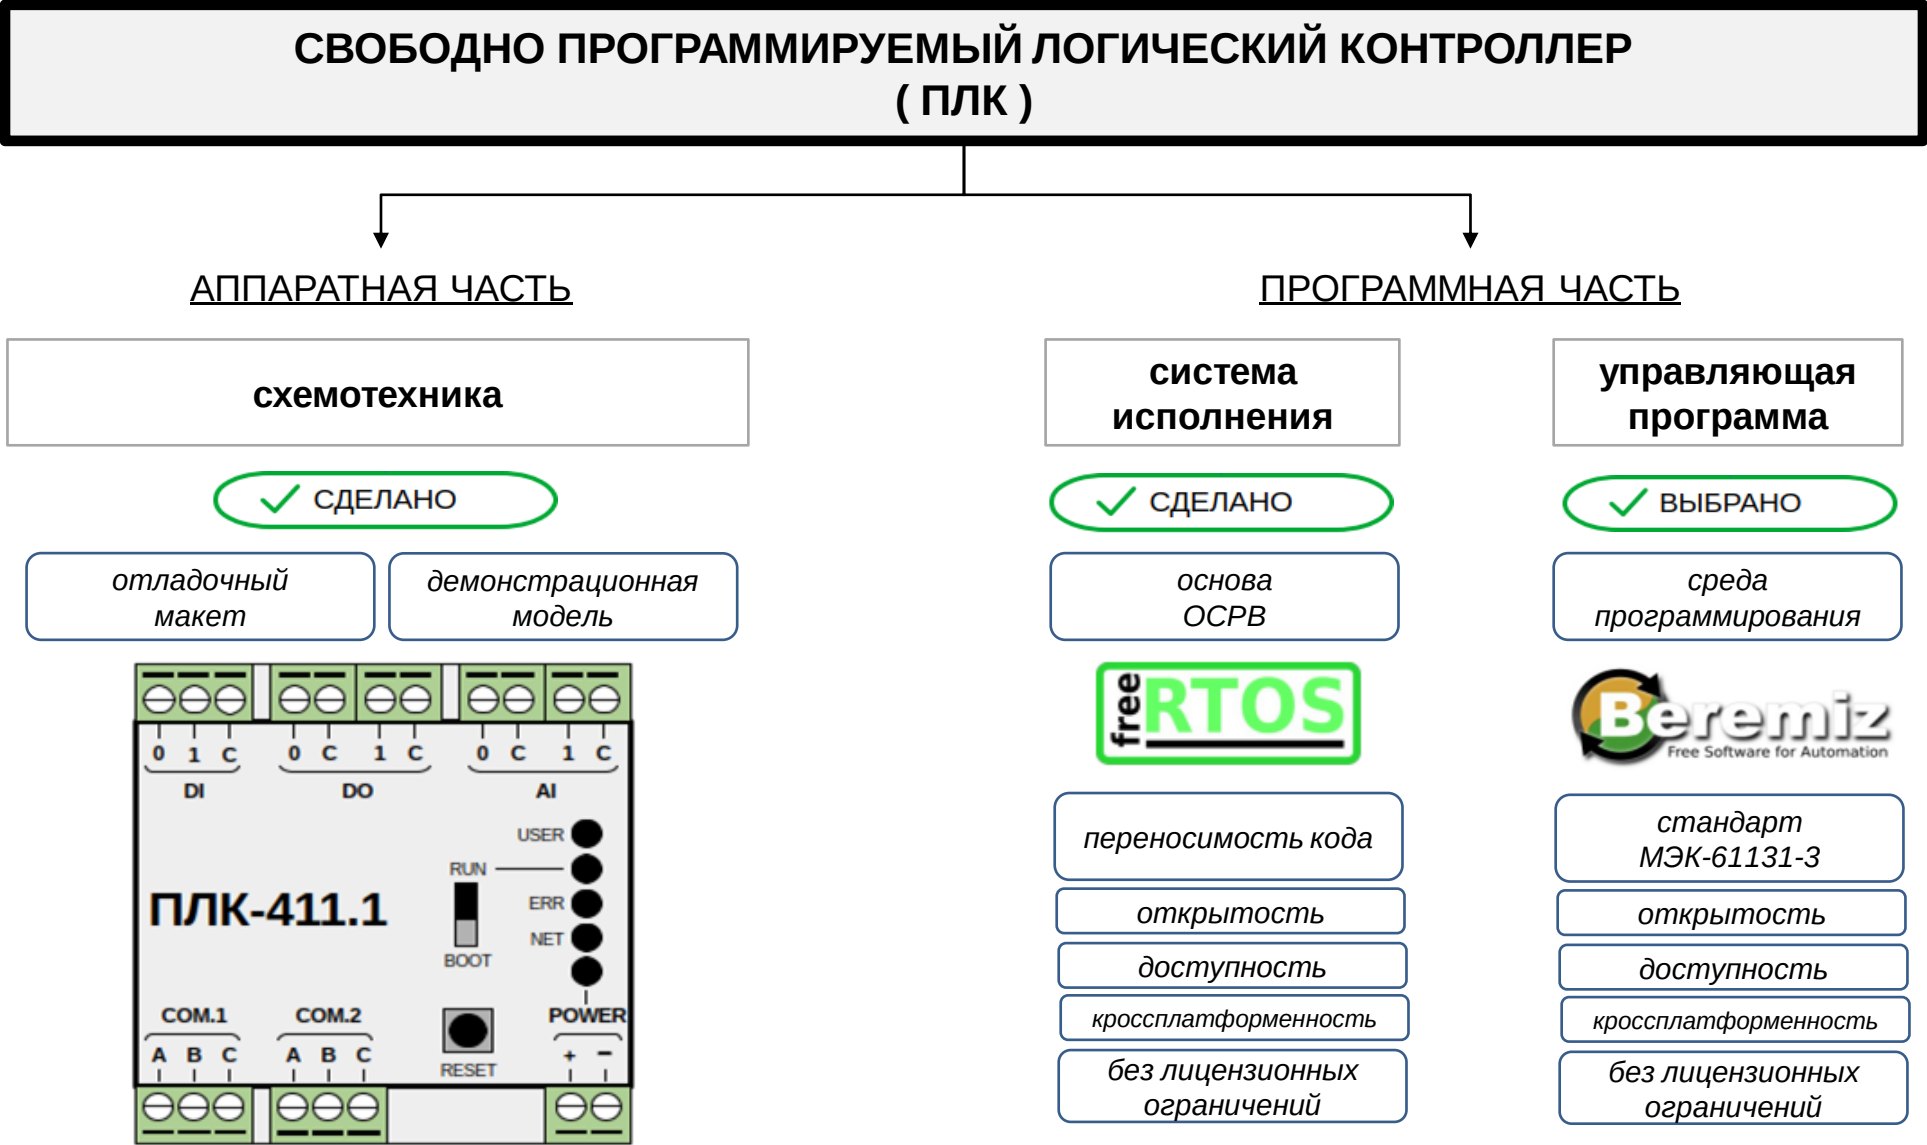 СВОБОДНО ПРОГРАММИРУЕМЫЙ ЛОГИЧЕСКИЙ КОНТРОЛЛЕР
( ПЛК )
АППАРАТНАЯ ЧАСТЬ
схемотехника
СДЕЛАНО
отладочный
макет
демонстрационная
модель
0 1 C 0 C 1 C 0 C 1 C
DI DO AI
USER
RUN
ERR
NET
BOOT
ПЛК-411.1
COM.1 COM.2 POWER
A B C A B C + −
RESET
ПРОГРАММНАЯ ЧАСТЬ
система
исполнения
СДЕЛАНО
основа
ОСРВ
free RTOS
переносимость кода
открытость
доступность
кроссплатформенность
без лицензионных
ограничений
управляющая
программа
ВЫБРАНО
среда
программирования
Beremiz
Free Software for Automation
стандарт
МЭК-61131-3
открытость
доступность
кроссплатформенность
без лицензионных
ограничений